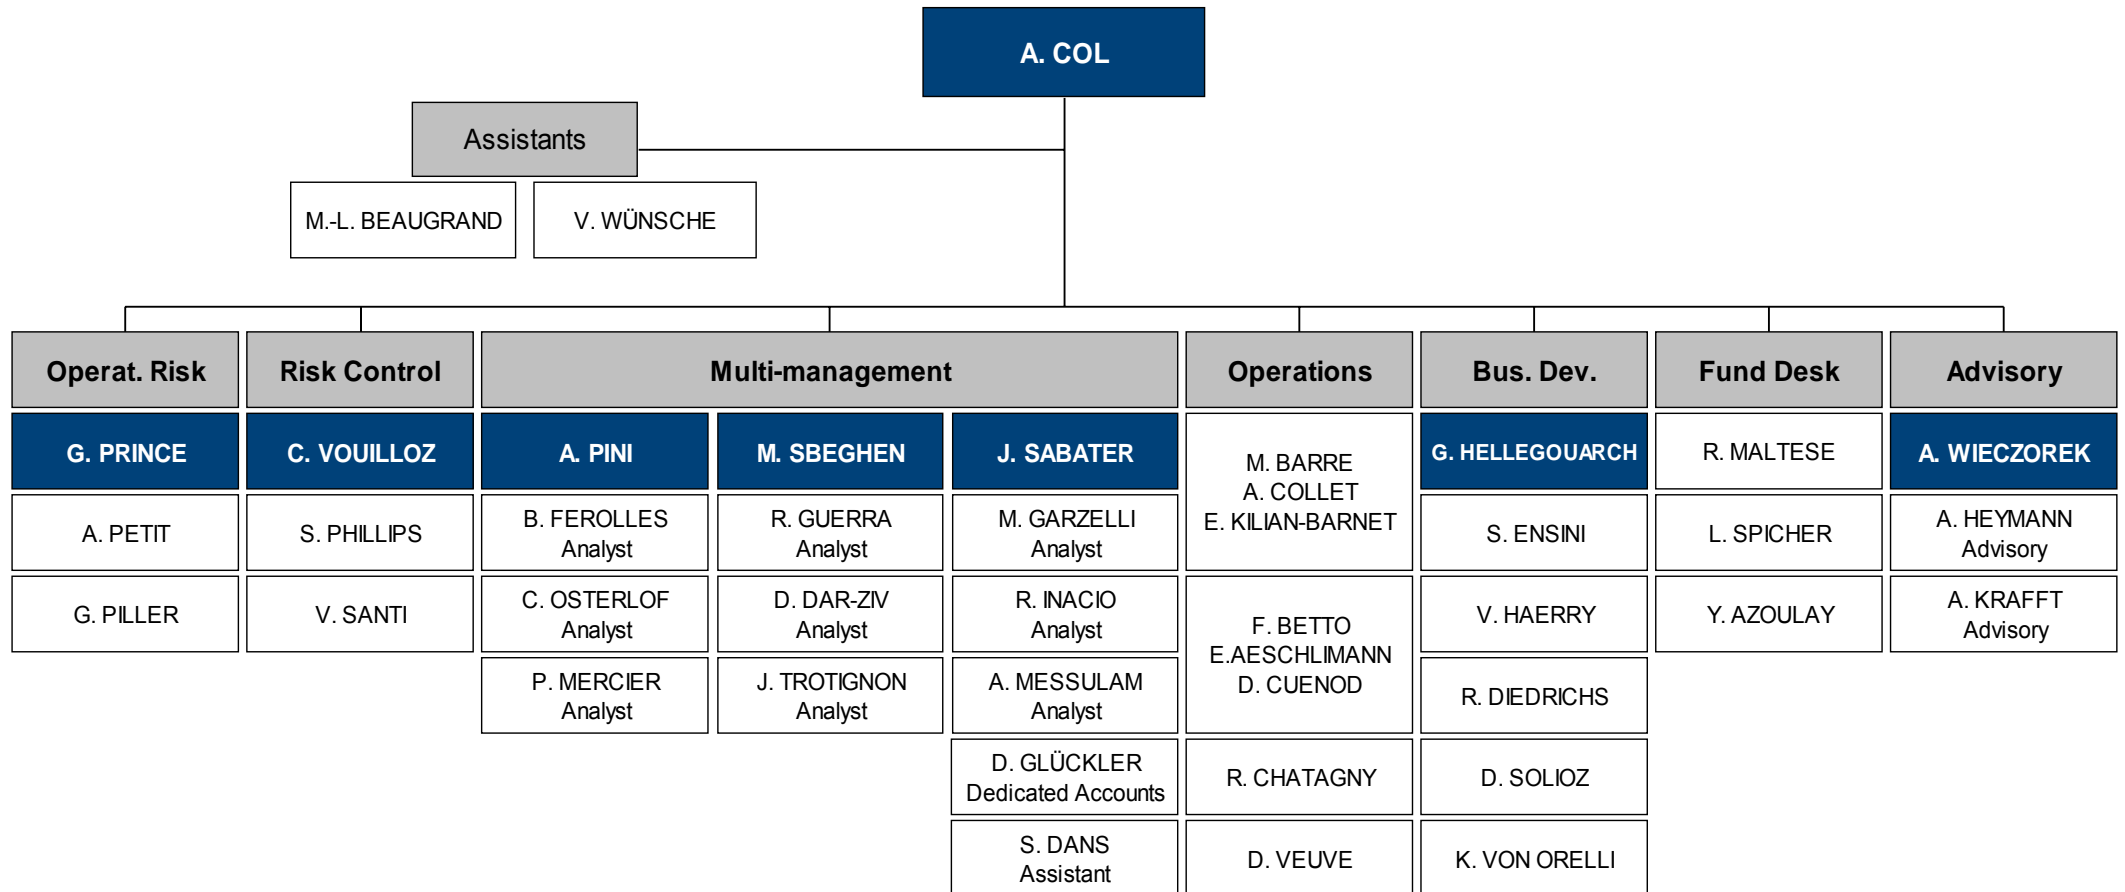 A. COL
Assistants
M.-L. BEAUGRAND
V. WÜNSCHE
Operat. Risk
Risk Control
Multi-management
Operations
Bus. Dev.
Fund Desk
Advisory
G. PRINCE
A. PETIT
G. PILLER
C. VOUILLOZ
S. PHILLIPS
V. SANTI
A. PINI
B. FEROLLES
Analyst
C. OSTERLOF
Analyst
P. MERCIER
Analyst
M. SBEGHEN
R. GUERRA
Analyst
D. DAR-ZIV
Analyst
J. TROTIGNON
Analyst
J. SABATER
M. GARZELLI
Analyst
R. INACIO
Analyst
A. MESSULAM
Analyst
D. GLÜCKLER
Dedicated Accounts
S. DANS
Assistant
M. BARRE
A. COLLET
E. KILIAN-BARNET
F. BETTO
E.AESCHLIMANN
D. CUENOD
R. CHATAGNY
D. VEUVE
G. HELLEGOUARCH
S. ENSINI
V. HAERRY
R. DIEDRICHS
D. SOLIOZ
K. VON ORELLI
R. MALTESE
L. SPICHER
Y. AZOULAY
A. WIECZOREK
A. HEYMANN
Advisory
A. KRAFFT
Advisory